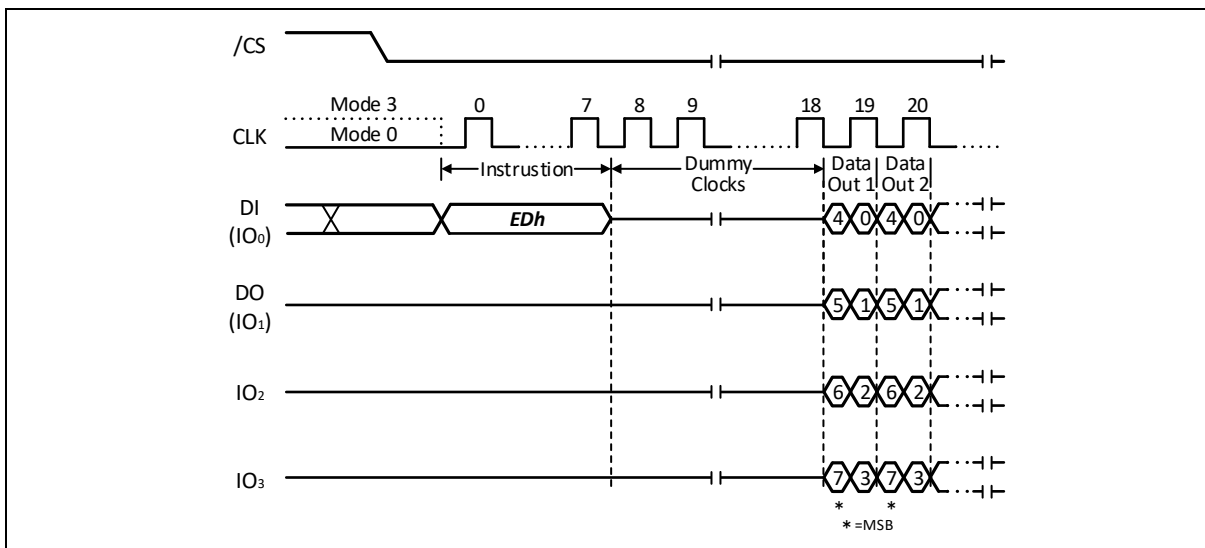 /CS
Mode 3 0 7 8 9 18 19 20
CLK Mode 0
Instrustion Dummy Clocks Data Out 1 Data Out 2
DI
(IO0) EDh 4 0 4 0
DO
(IO1) 5 1 5 1
IO2 6 2 6 2
IO3 7 3 7 3
* *
* =MSB